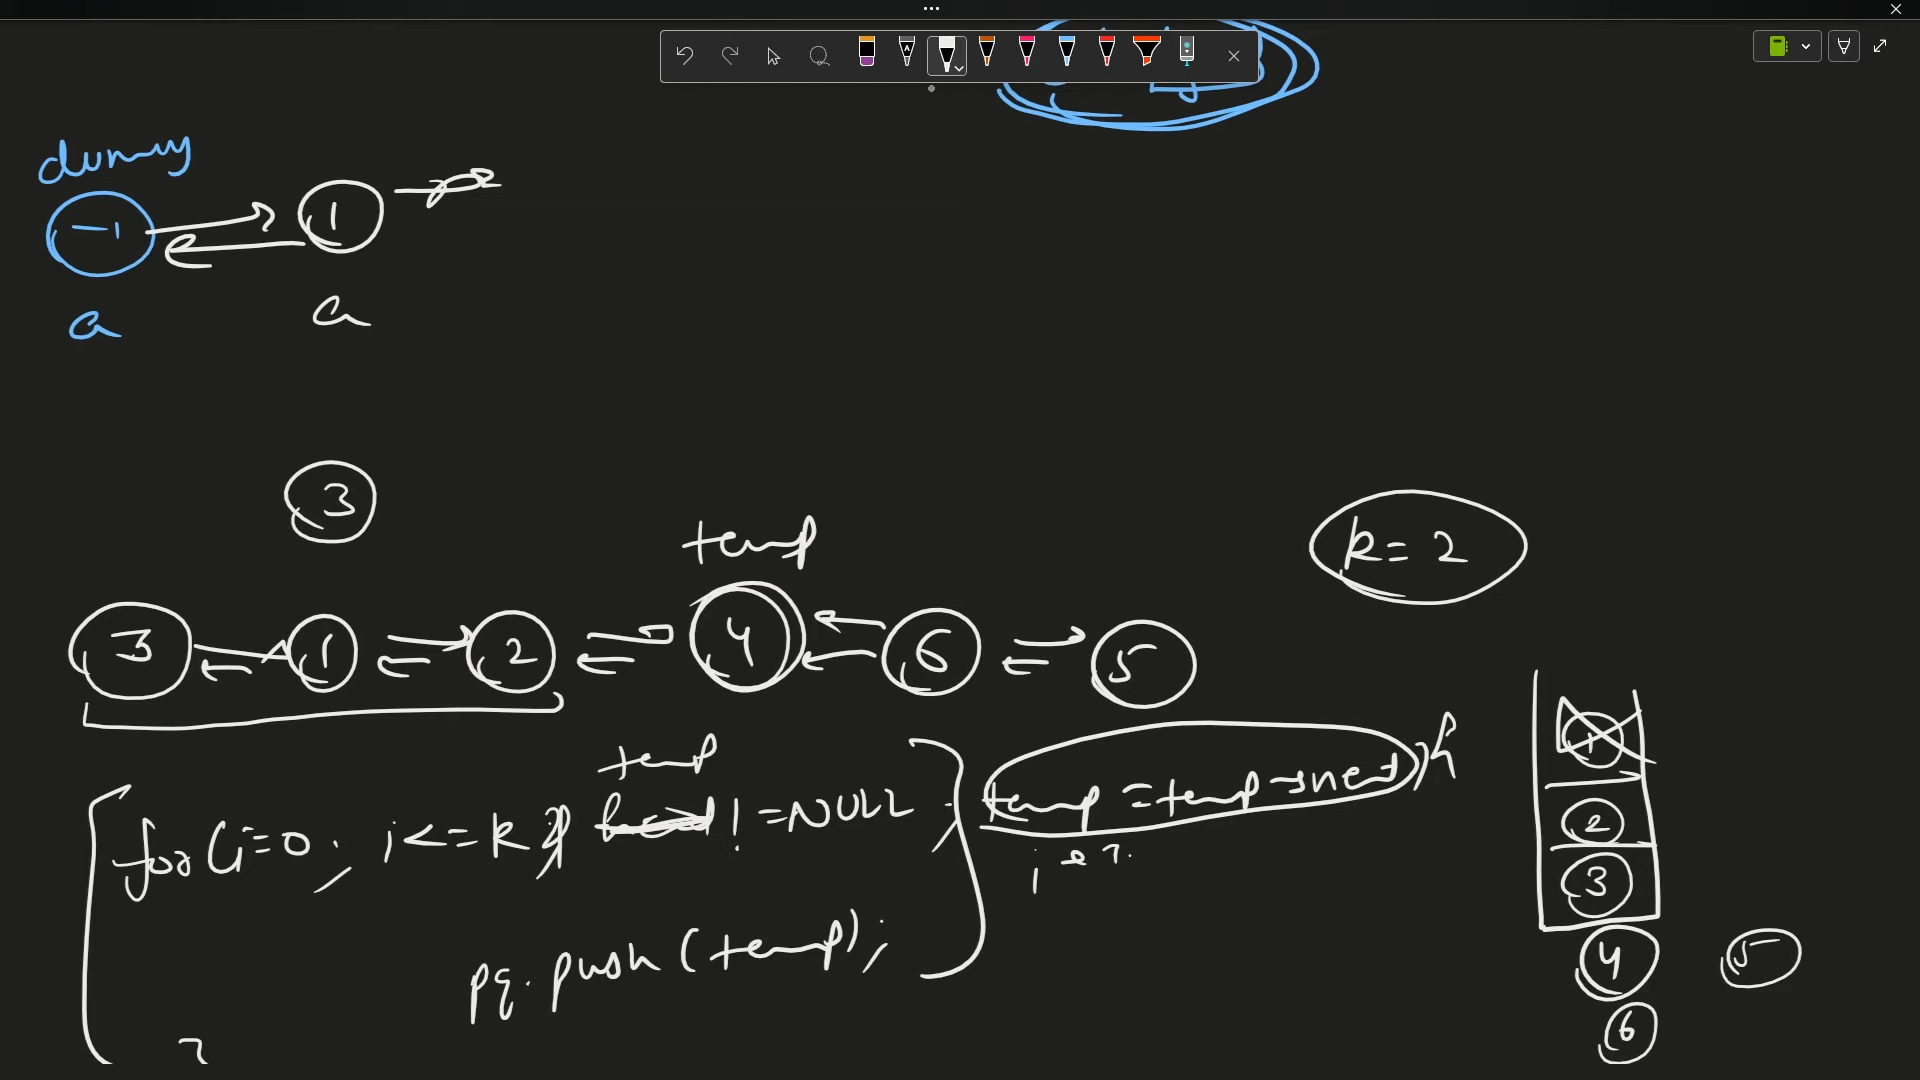 dummy
-1
1
a
a
3
temp
k = 2
3 1 2 4 6 5
temp
for (i=0; i<=k && != NULL ; temp = temp->next) {
i
pq.push(temp);
1
2
3
4
5
6